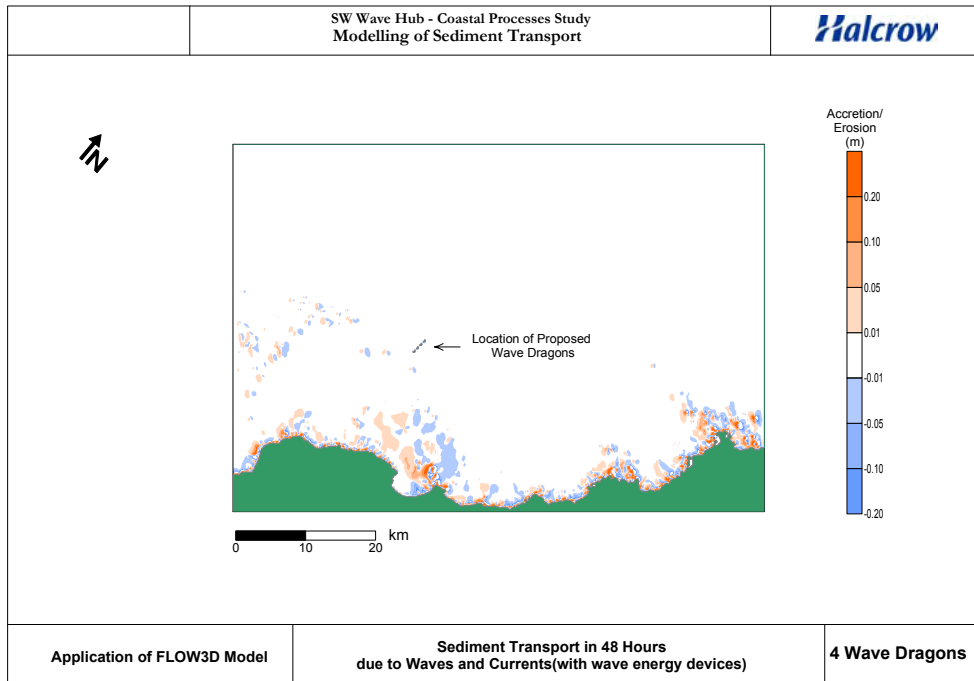 SW Wave Hub - Coastal Processes Study
Modelling of Sediment Transport
Halcrow
N
Accretion/
Erosion
(m)
0.20
0.10
0.05
0.01
-0.01
-0.05
-0.10
-0.20
Location of Proposed
Wave Dragons
km
0 10 20
Application of FLOW3D Model
Sediment Transport in 48 Hours
due to Waves and Currents(with wave energy devices)
4 Wave Dragons